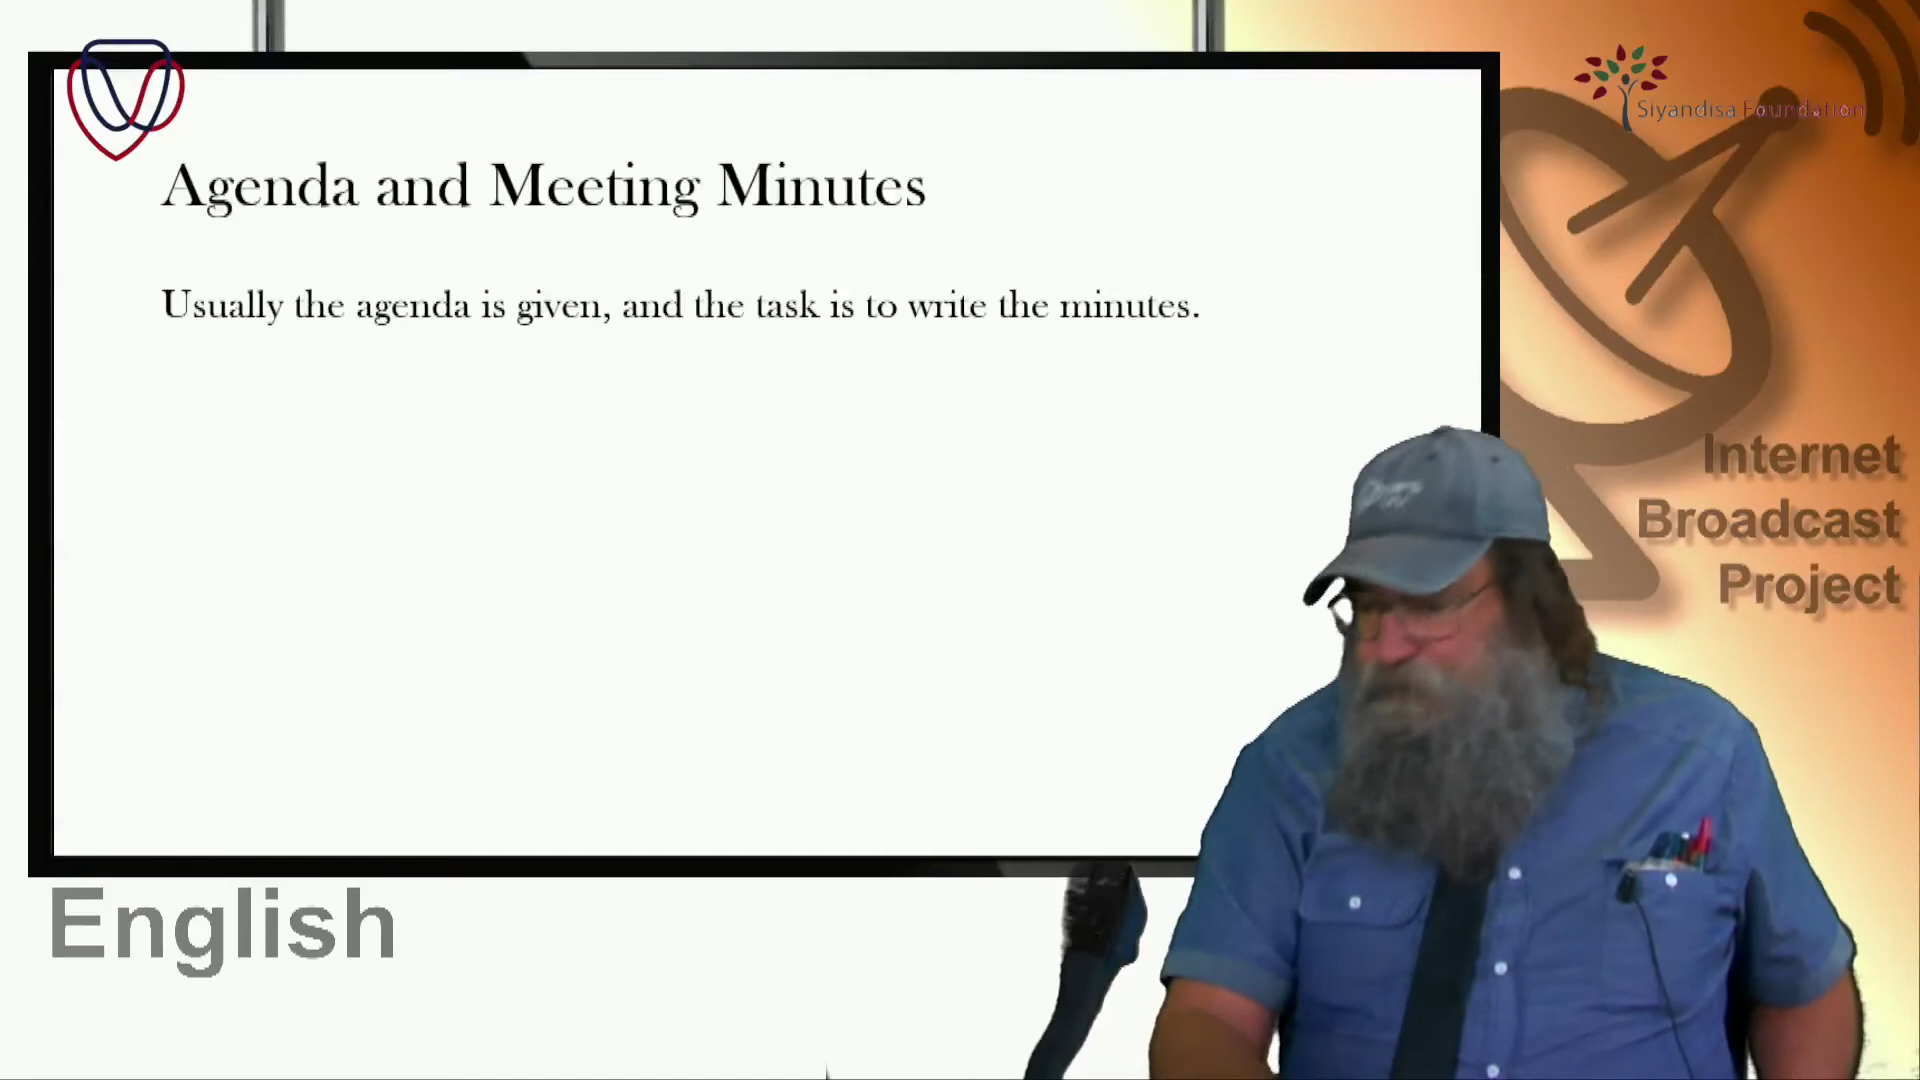 Siyandisa Foundation
Agenda and Meeting Minutes
Usually the agenda is given, and the task is to write the minutes.
Internet
Broadcast
Project
English